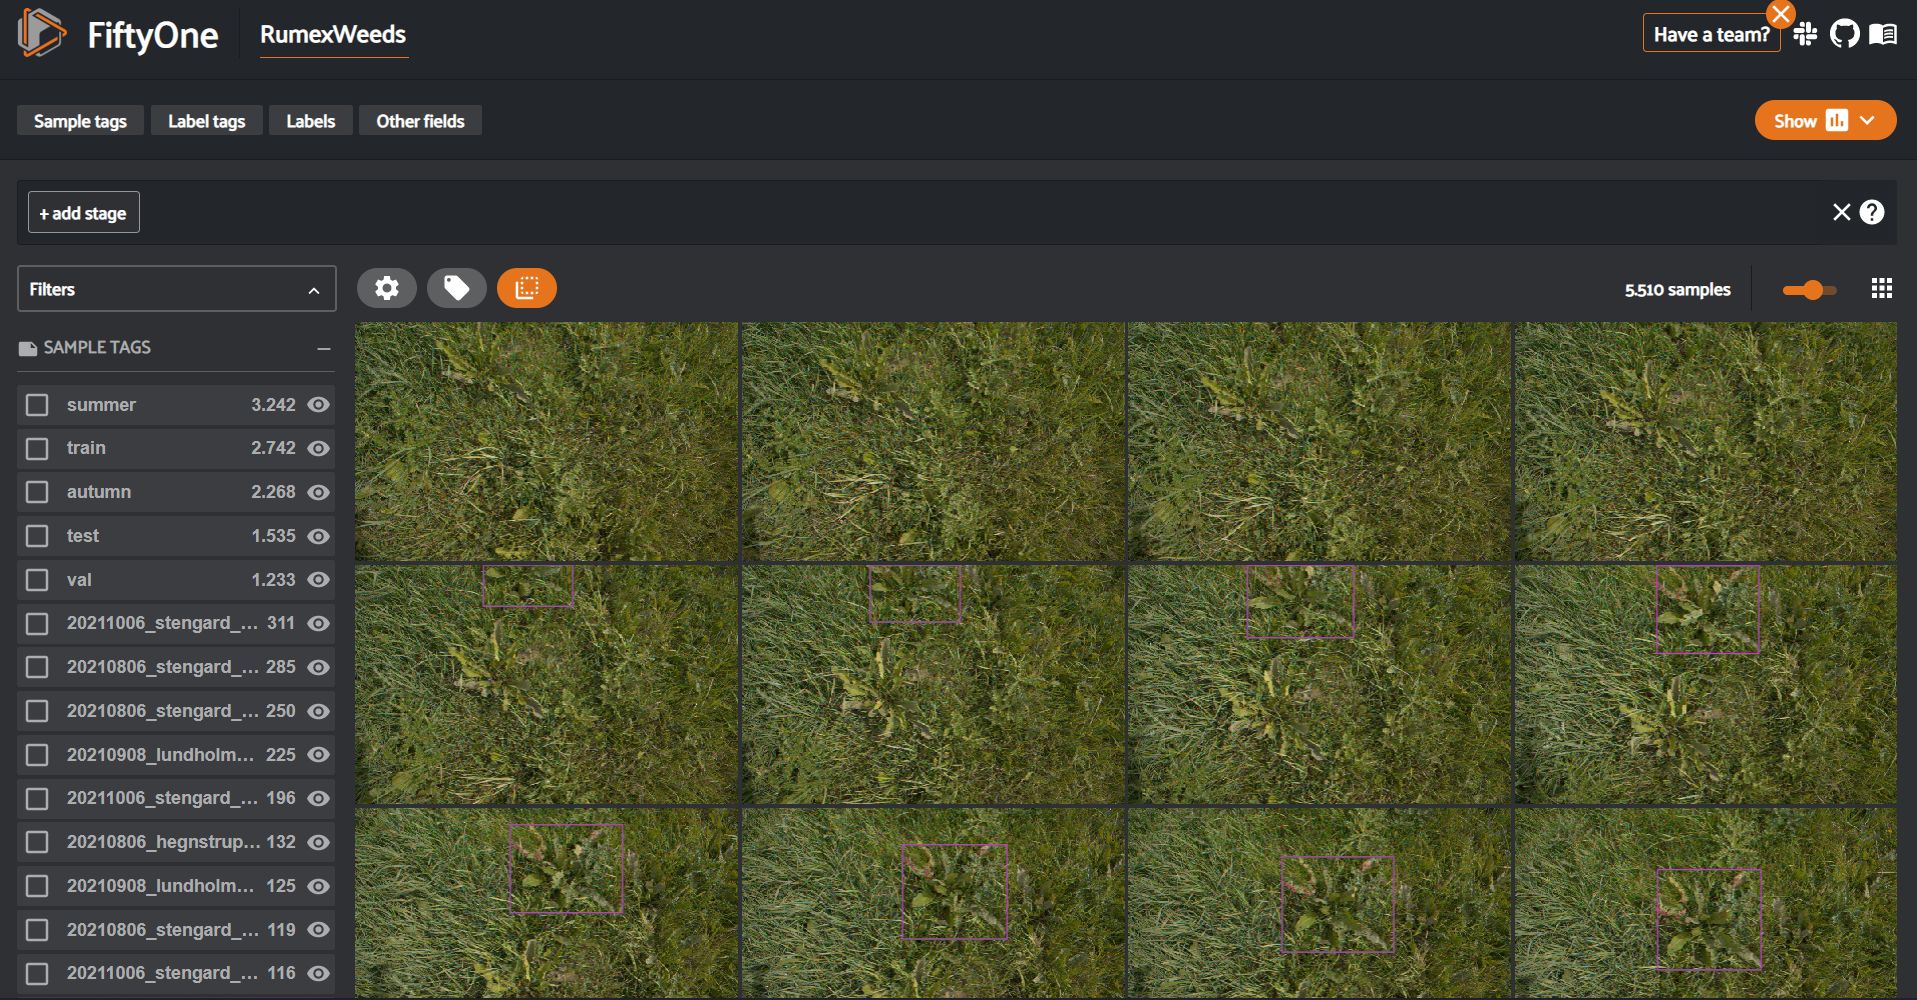 FiftyOne
RumexWeeds
Have a team?
Sample tags
Label tags
Labels
Other fields
Show
+ add stage
?
Filters
5.510 samples
SAMPLE TAGS
summer 3.242
train 2.742
autumn 2.268
test 1.535
val 1.233
20211006_stengard_... 311
20210806_stengard_... 285
20210806_stengard_... 250
20210908_lundholm... 225
20211006_stengard_... 196
20210806_hegnstrup... 132
20210908_lundholm... 125
20210806_stengard_... 119
20211006_stengard_... 116